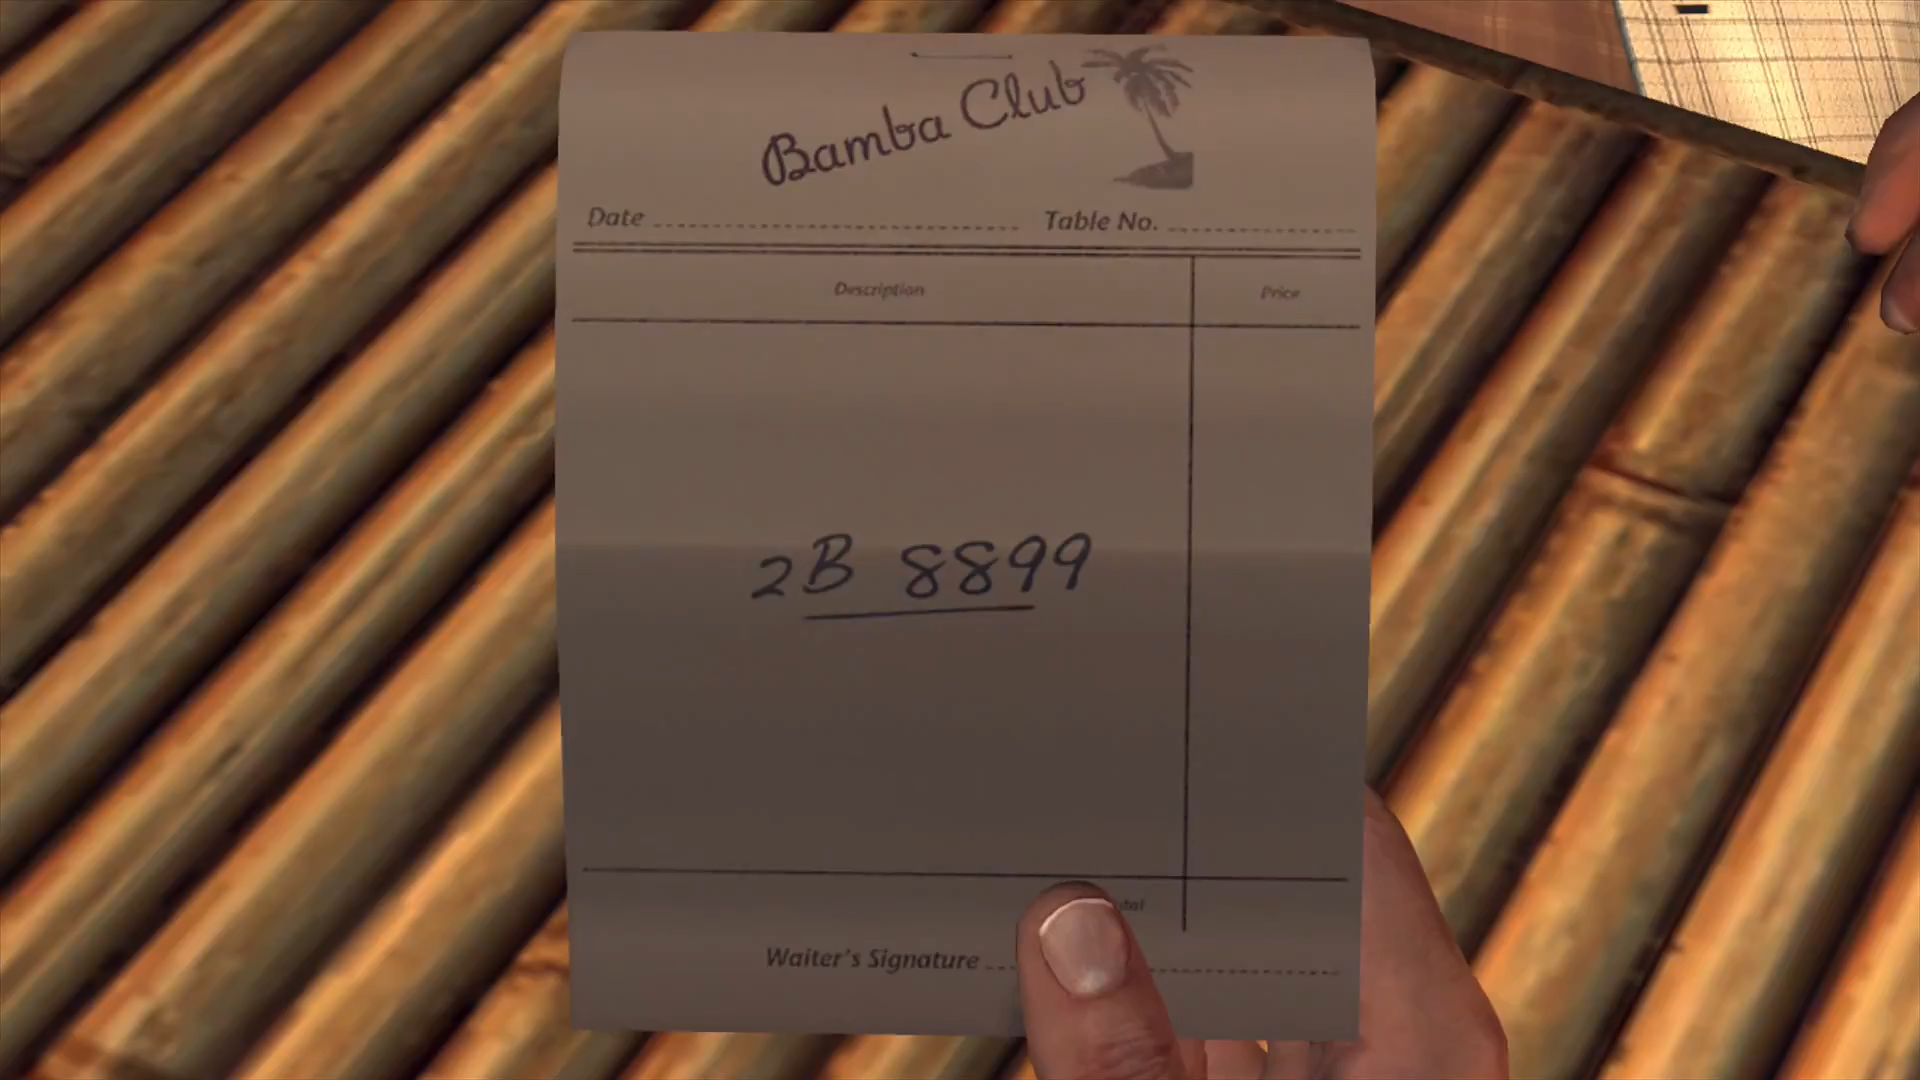 Bamba Club
Date
Table No.
Description
Price
2B 8899
Waiter's Signature